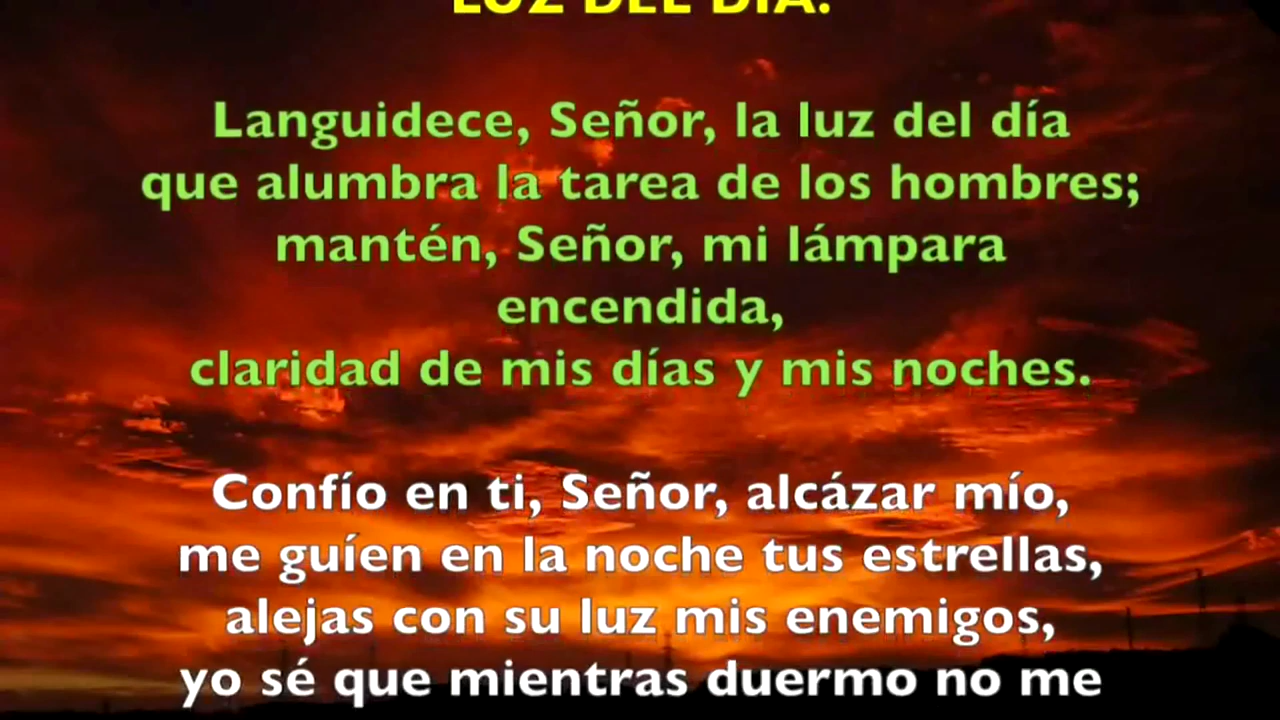 LUZ DEL DÍA.
Languidece, Señor, la luz del día
que alumbra la tarea de los hombres;
mantén, Señor, mi lámpara
encendida,
claridad de mis días y mis noches.
Confío en ti, Señor, alcázar mío,
me guíen en la noche tus estrellas,
alejas con su luz mis enemigos,
yo sé que mientras duermo no me